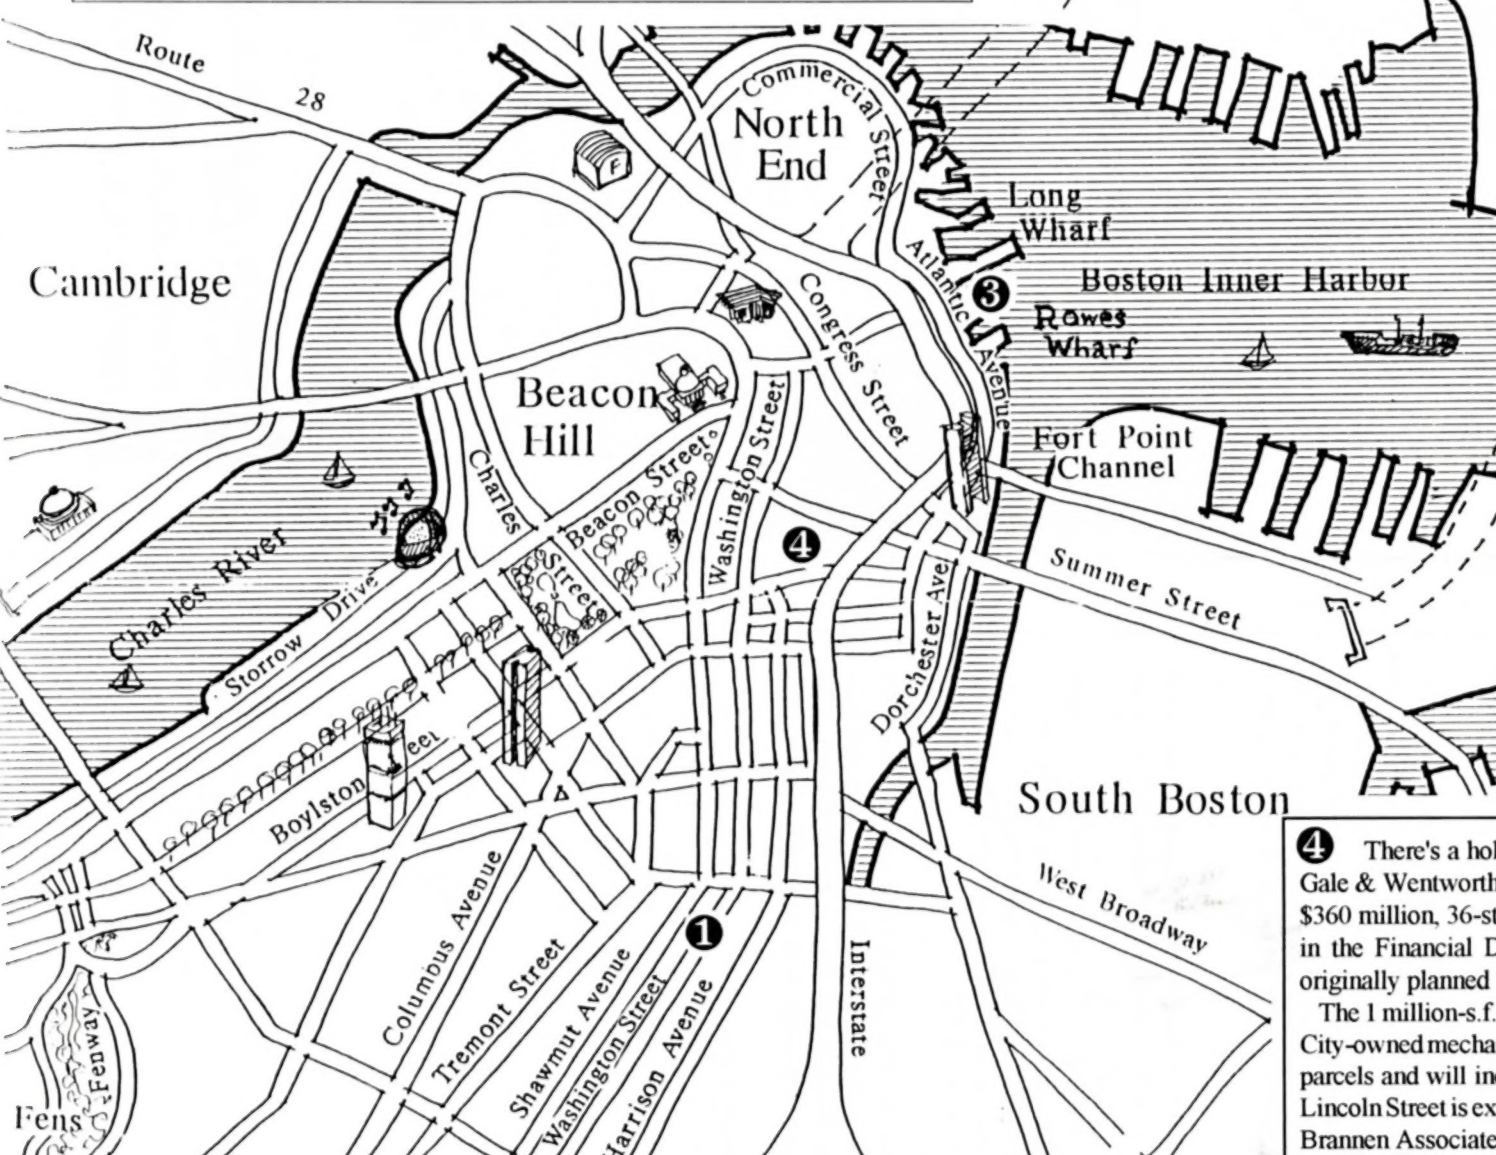 Route
28
Commercial Street
North
End
F
Long
Wharf
Cambridge
Atlantic
Avenue
3
Boston Inner Harbor
Rowes
Wharf
Congress Street
Beacon
Hill
Fort Point
Channel
Charles
Street
Beacon Street
Washington Street
4
Summer Street
Charles River
Storrow Drive
Dorchester Ave
Boylston
eet
South Boston
West Broadway
1
Columbus Avenue
Tremont Street
Shawmut Avenue
Washington Street
Harrison Avenue
Interstate
Fenway
Fens
4 There's a hol
Gale & Wentworth
$360 million, 36-st
in the Financial D
originally planned
The 1 million-s.f.
City-owned mecha
parcels and will inc
Lincoln Street is ex
Brannen Associate